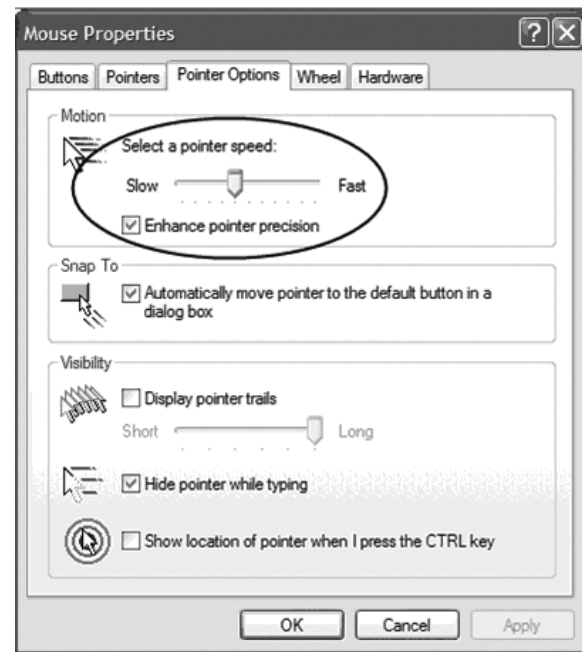 Mouse Properties
Buttons Pointers Pointer Options Wheel Hardware
Motion
Select a pointer speed:
Slow Fast
Enhance pointer precision
Snap To
Automatically move pointer to the default button in a
dialog box
Visibility
Display pointer trails
Short Long
Hide pointer while typing
Show location of pointer when I press the CTRL key
OK Cancel Apply